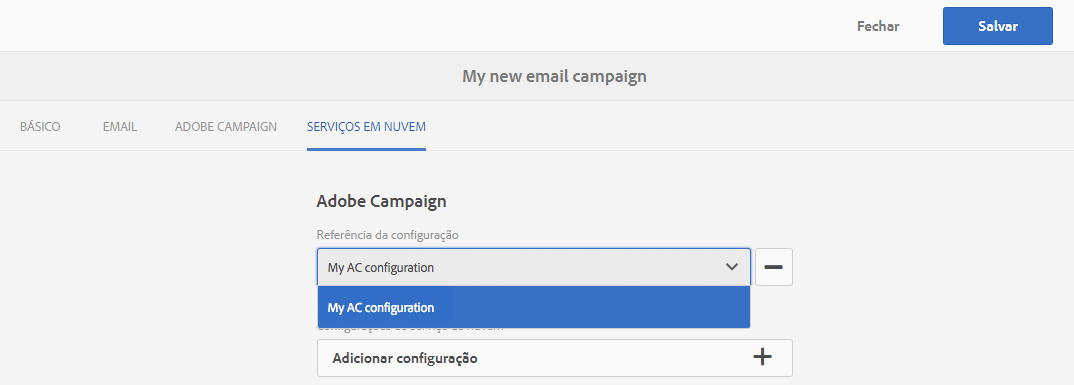 Fechar Salvar
My new email campaign
BÁSICO EMAIL ADOBE CAMPAIGN SERVIÇOS EM NUVEM
Adobe Campaign
Referência da configuração
My AC configuration
My AC configuration
Adicionar configuração